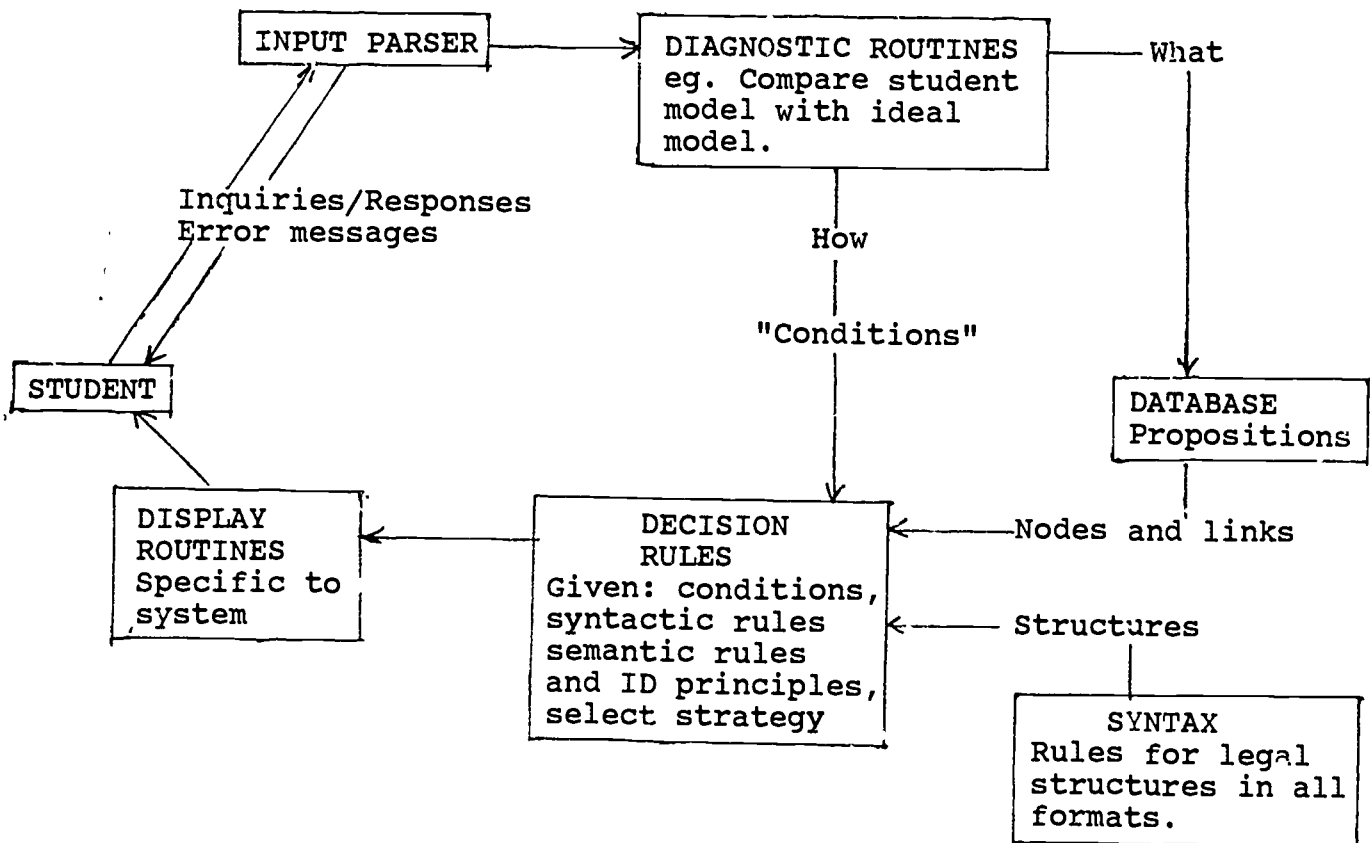 INPUT PARSER
DIAGNOSTIC ROUTINES
eg. Compare student
model with ideal
model.
What
Inquiries/Responses
Error messages
How
"Conditions"
STUDENT
DATABASE
Propositions
DISPLAY
ROUTINES
Specific to
system
DECISION
RULES
Given: conditions,
syntactic rules
semantic rules
and ID principles,
select strategy
Nodes and links
Structures
SYNTAX
Rules for legal
structures in all
formats.